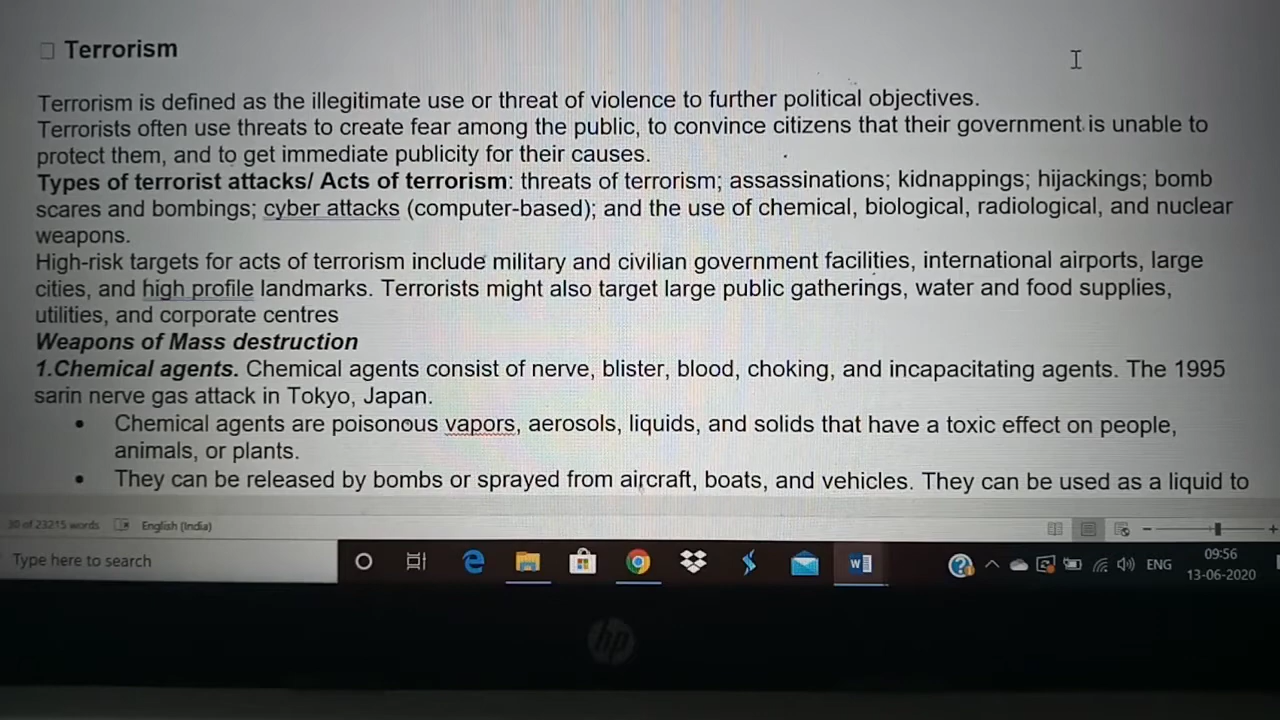 Terrorism
Terrorism is defined as the illegitimate use or threat of violence to further political objectives.
Terrorists often use threats to create fear among the public, to convince citizens that their government is unable to
protect them, and to get immediate publicity for their causes.
Types of terrorist attacks/ Acts of terrorism: threats of terrorism; assassinations; kidnappings; hijackings; bomb
scares and bombings; cyber attacks (computer-based); and the use of chemical, biological, radiological, and nuclear
weapons.
High-risk targets for acts of terrorism include military and civilian government facilities, international airports, large
cities, and high profile landmarks. Terrorists might also target large public gatherings, water and food supplies,
utilities, and corporate centres
Weapons of Mass destruction
1.Chemical agents. Chemical agents consist of nerve, blister, blood, choking, and incapacitating agents. The 1995
sarin nerve gas attack in Tokyo, Japan.
• Chemical agents are poisonous vapors, aerosols, liquids, and solids that have a toxic effect on people,
animals, or plants.
• They can be released by bombs or sprayed from aircraft, boats, and vehicles. They can be used as a liquid to
30 of 23215 words English (India)
Type here to search
ENG
09:56
13-06-2020
hp